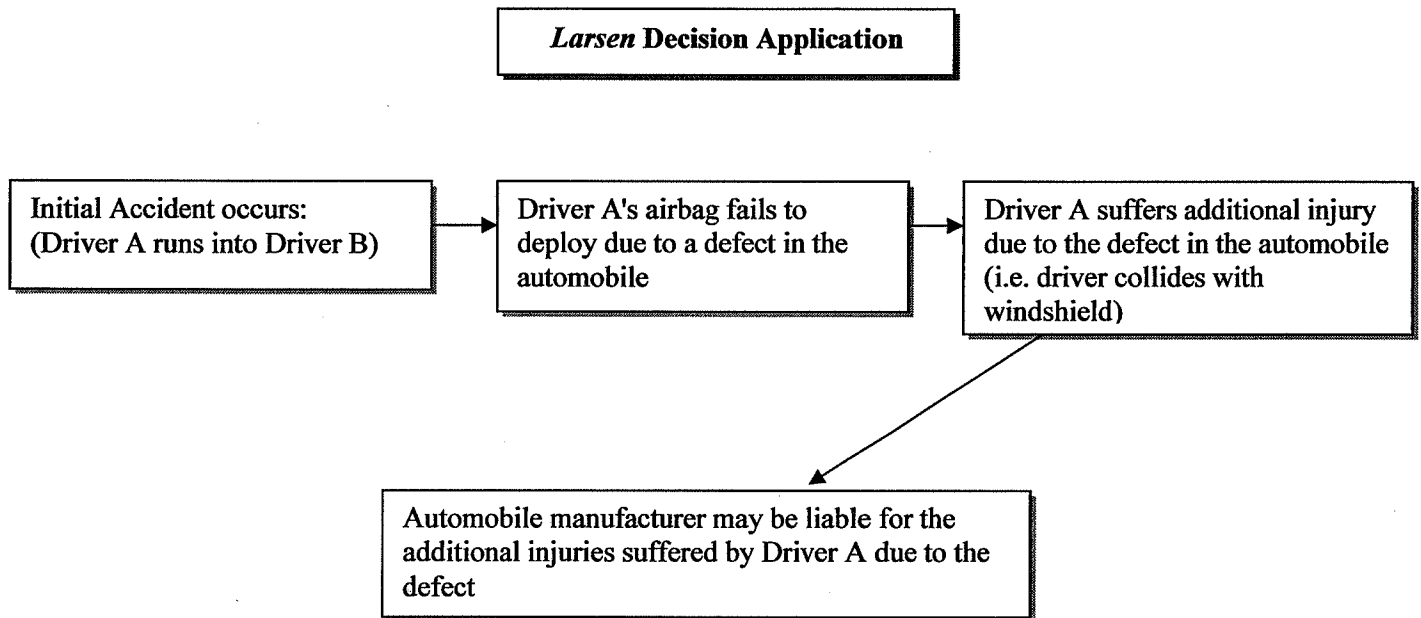 Larsen Decision Application
Initial Accident occurs:
(Driver A runs into Driver B)
Driver A's airbag fails to
deploy due to a defect in the
automobile
Driver A suffers additional injury
due to the defect in the automobile
(i.e. driver collides with
windshield)
Automobile manufacturer may be liable for the
additional injuries suffered by Driver A due to the
defect